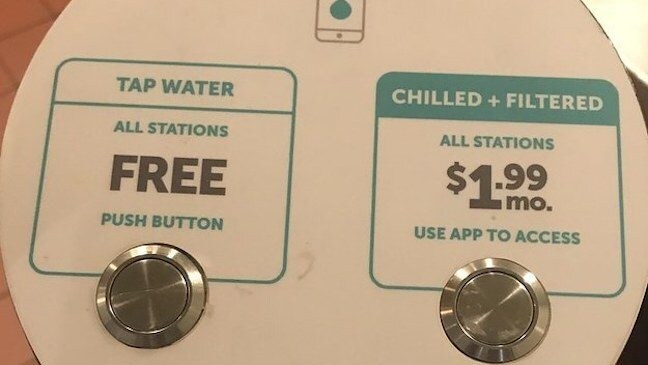 TAP WATER
ALL STATIONS
FREE
PUSH BUTTON
CHILLED + FILTERED
ALL STATIONS
$1.99
mo.
USE APP TO ACCESS